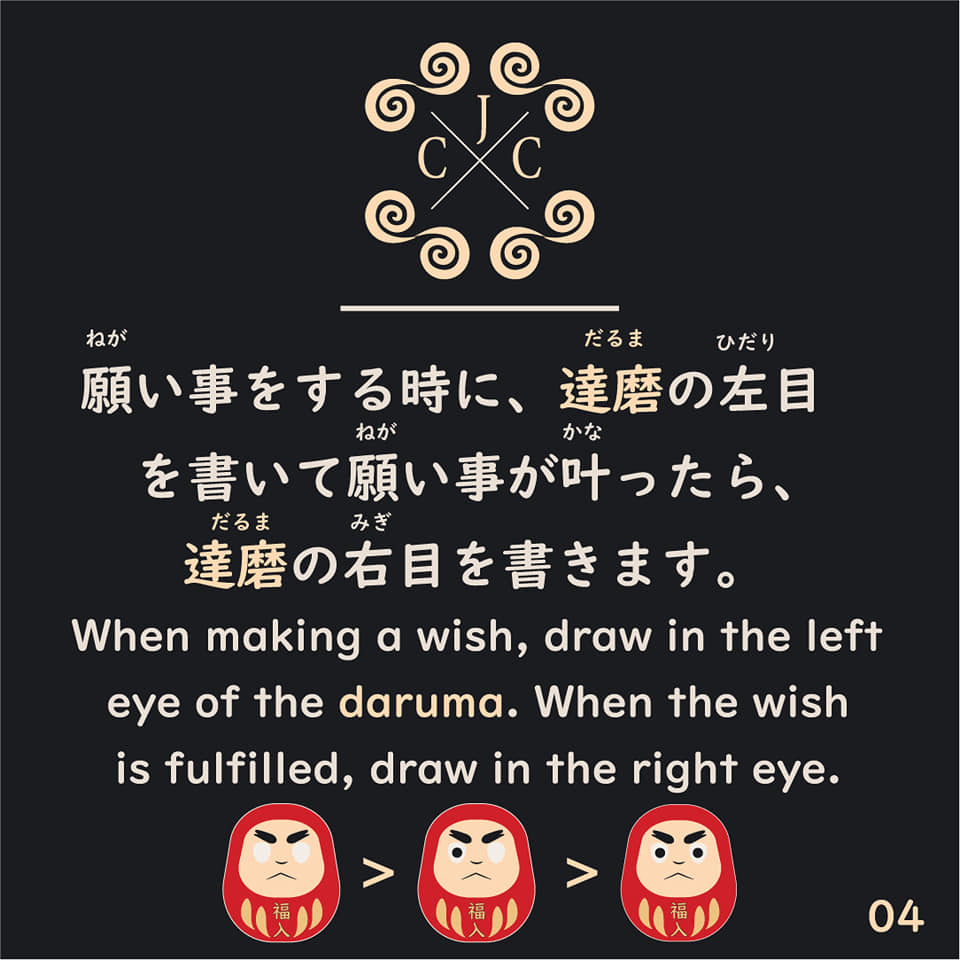 J
C C
ねが だるま ひだり
願い事をする時に、達磨の左目
ねが かな
を書いて願い事が叶ったら、
だるま みぎ
達磨の右目を書きます。
When making a wish, draw in the left
eye of the daruma. When the wish
is fulfilled, draw in the right eye.
> >
福入 福入 福入
04